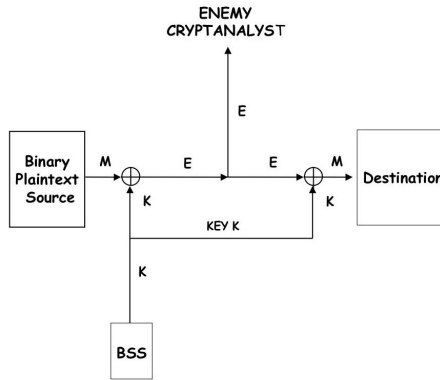 ENEMY
CRYPTANALYST
E
Binary
Plaintext
Source
M
E
E
M
Destination
K
K
KEY K
K
BSS